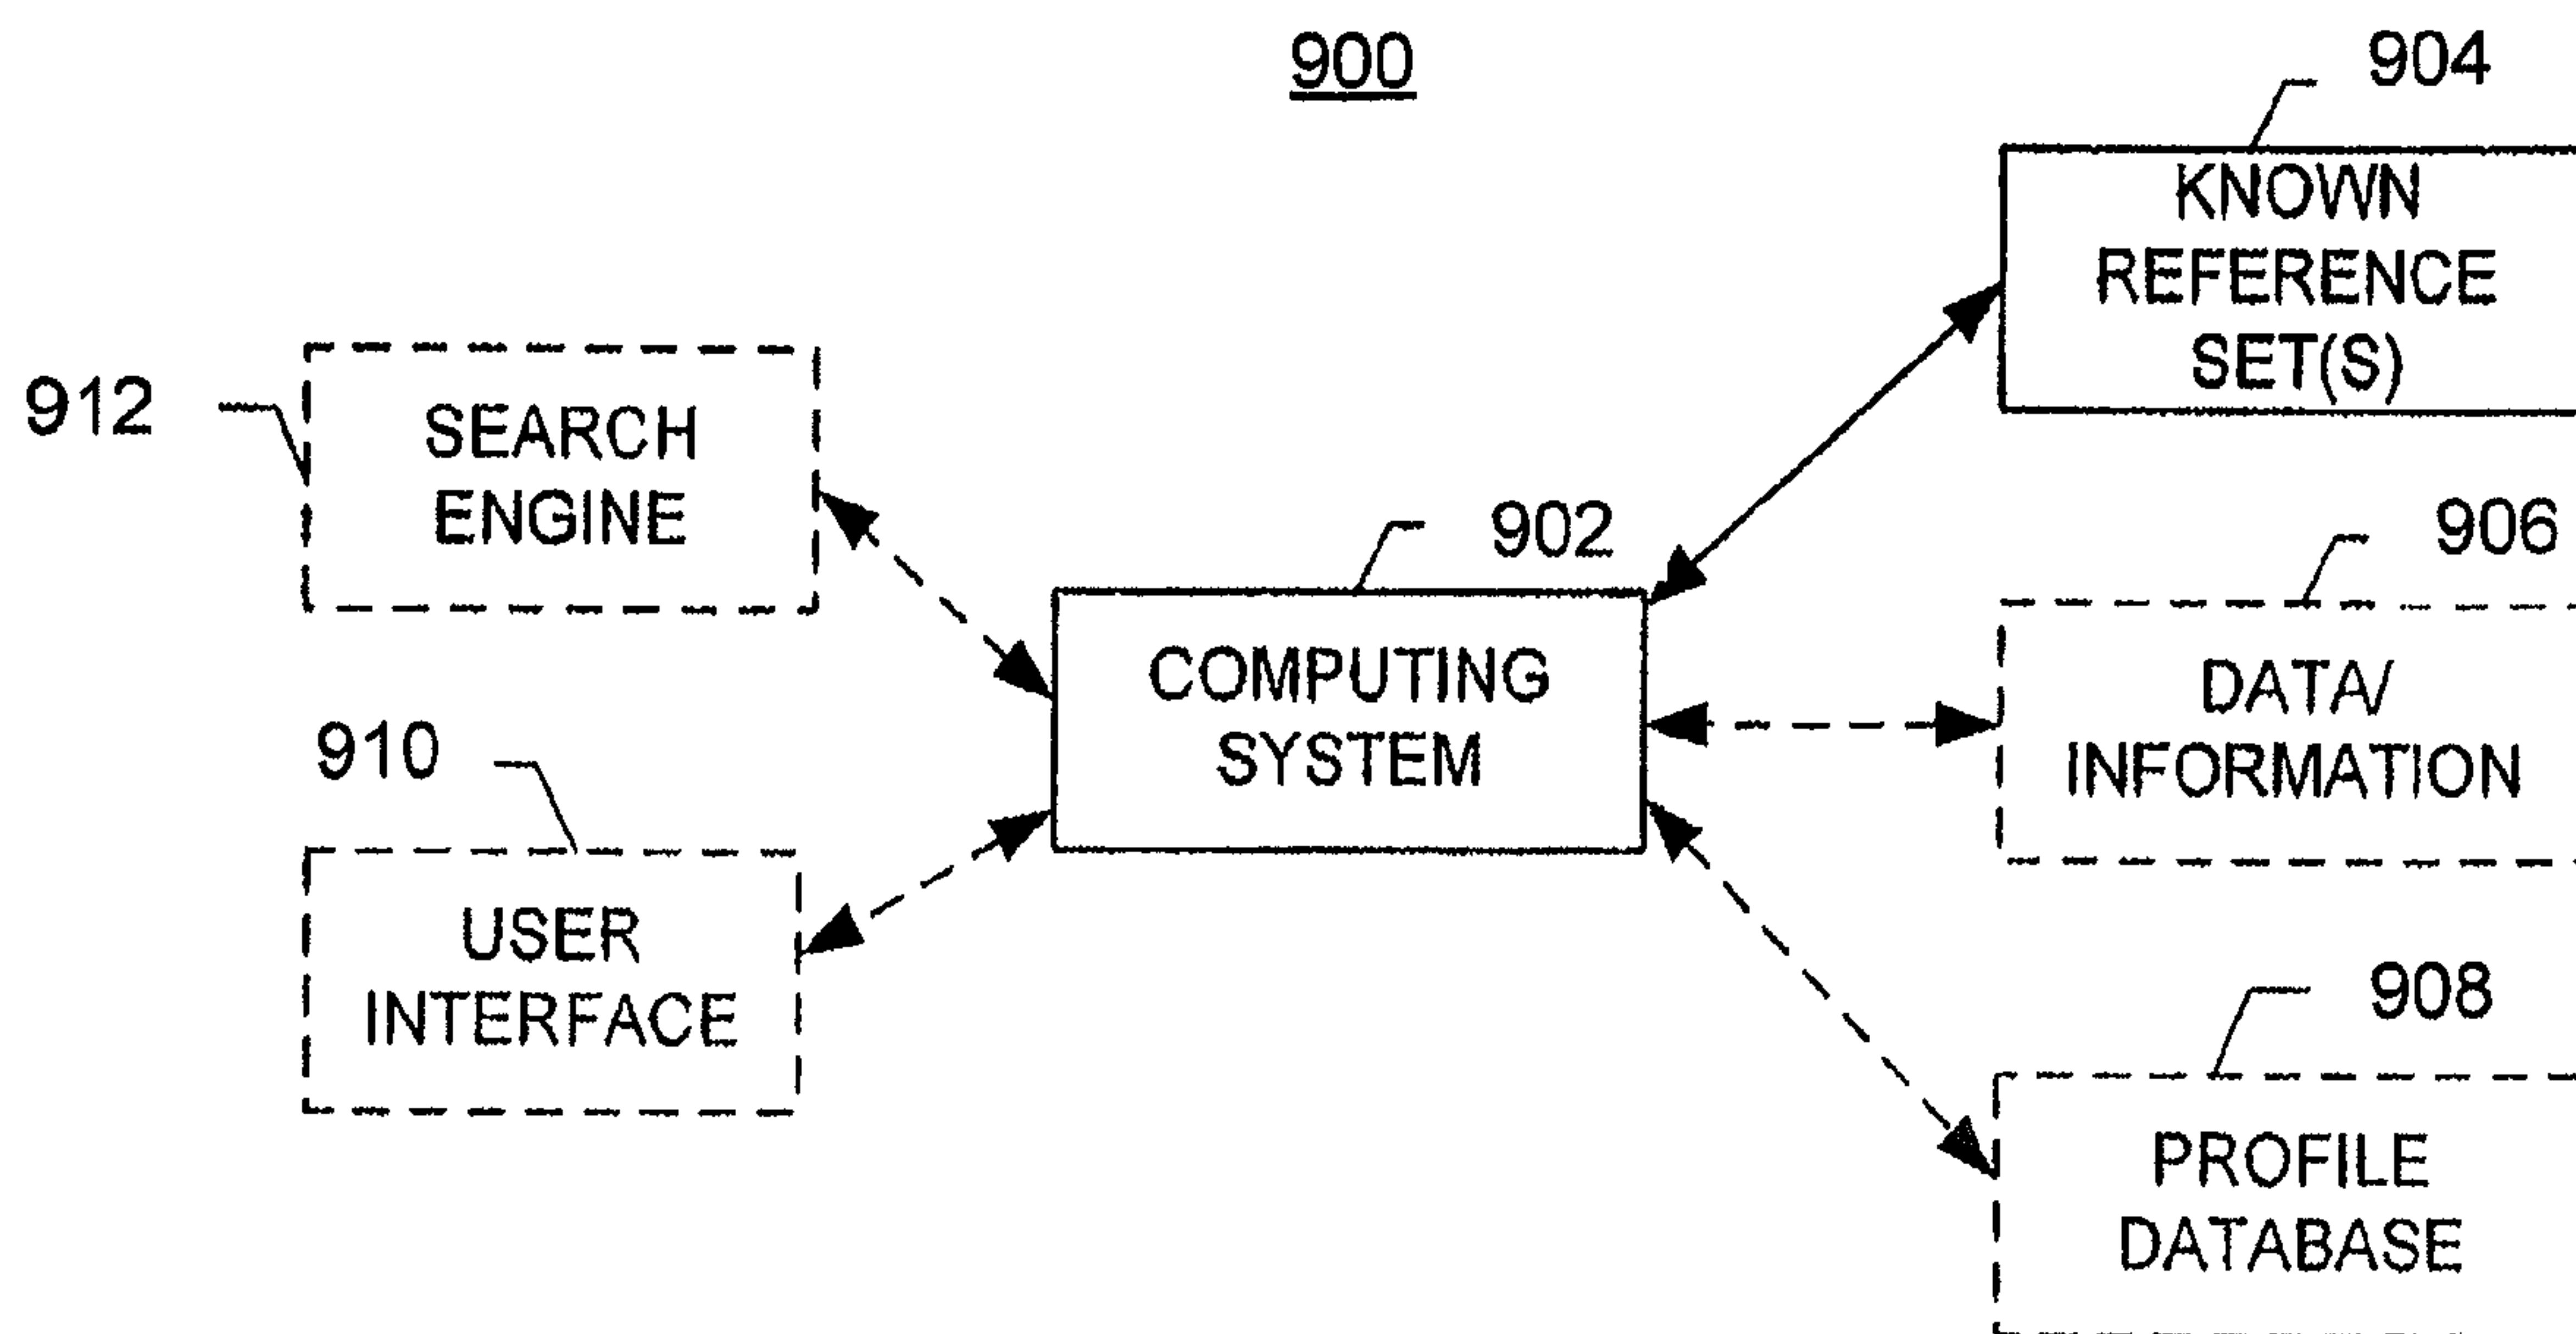 900
904
KNOWN
REFERENCE
SET(S)
912
SEARCH
ENGINE
902
COMPUTING
SYSTEM
906
DATA/
INFORMATION
910
USER
INTERFACE
908
PROFILE
DATABASE